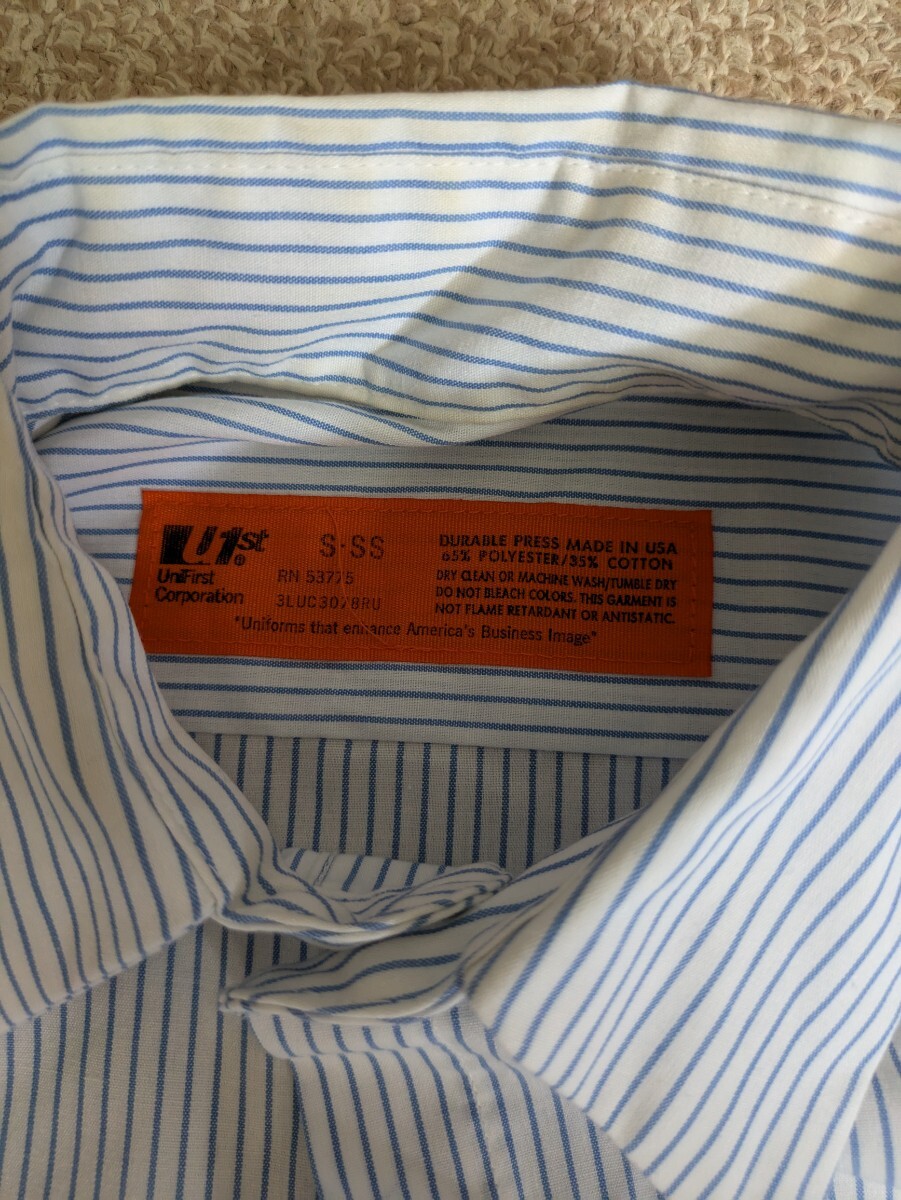 U1st®
UniFirst
Corporation
S-SS
RN 53775
3LUC3078RU
DURABLE PRESS MADE IN USA
65% POLYESTER/35% COTTON
DRY CLEAN OR MACHINE WASH/TUMBLE DRY
DO NOT BLEACH COLORS. THIS GARMENT IS
NOT FLAME RETARDANT OR ANTISTATIC.
"Uniforms that enhance America's Business Image"